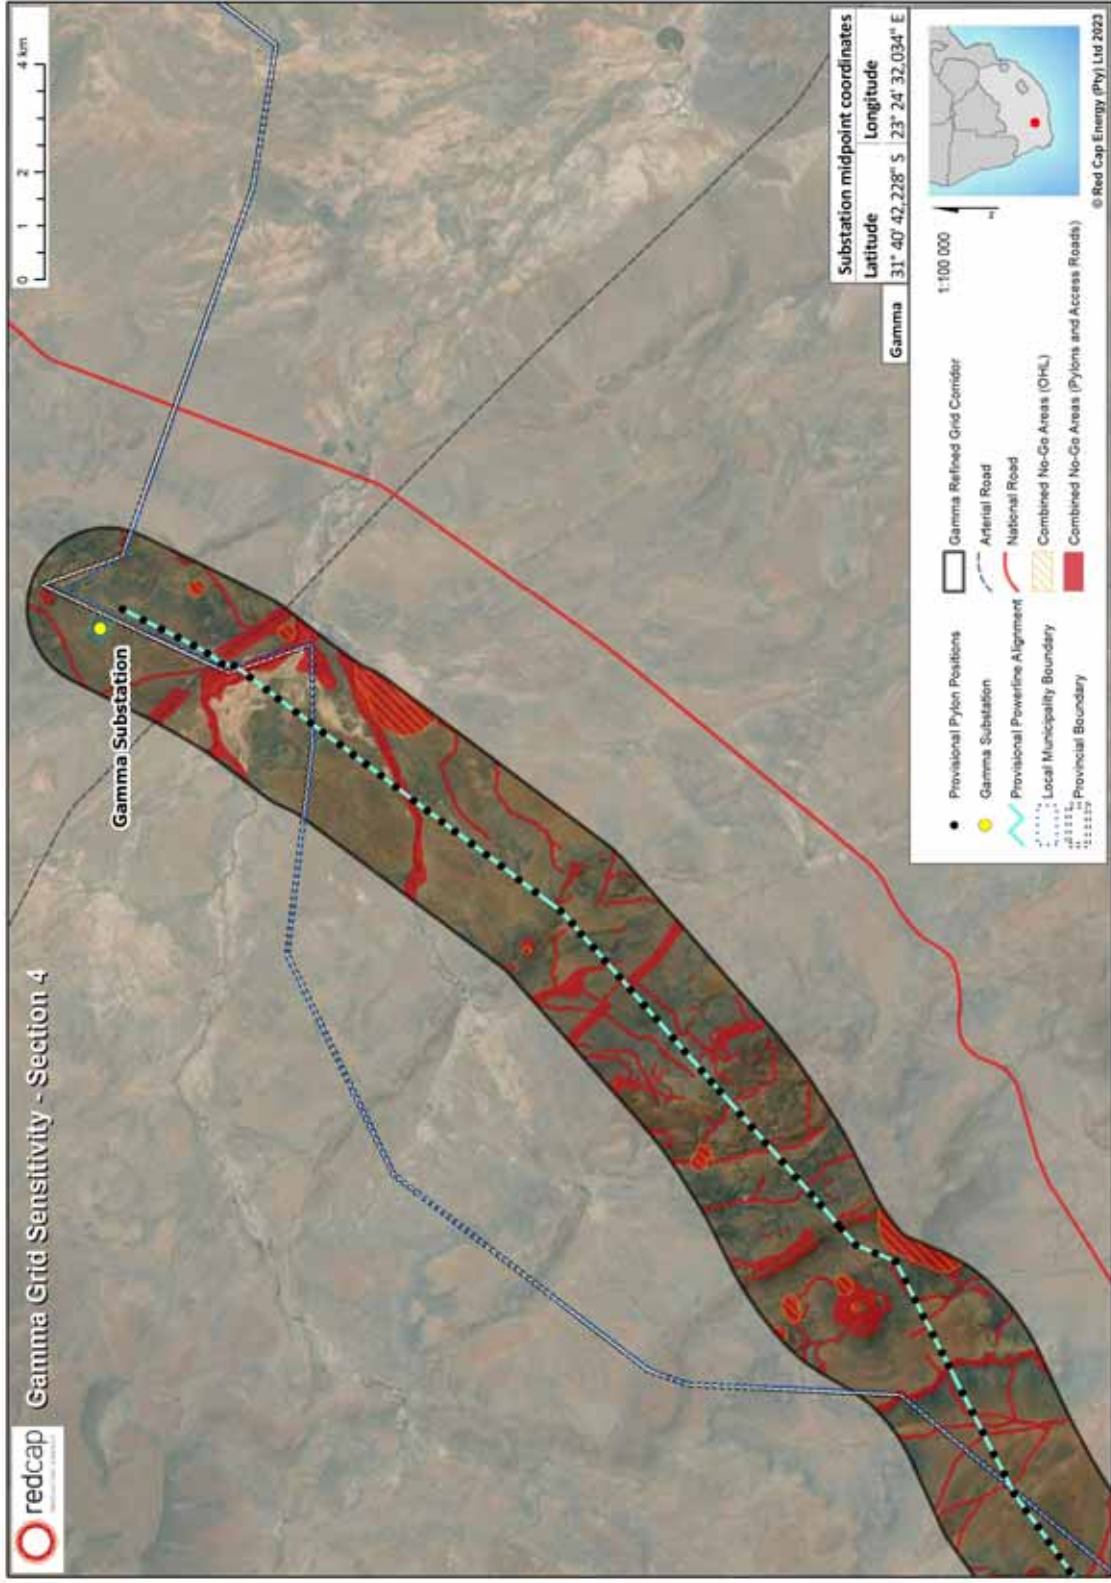 redcap
Gamma Grid Sensitivity - Section 4
0 1 2 4 km
Gamma Substation
Substation midpoint coordinates
Latitude Longitude
Gamma 31° 40' 42,228" S 23° 24' 32,034" E
Provisional Pylon Positions
Gamma Substation
Provisional Powerline Alignment
Local Municipality Boundary
Provincial Boundary
Gamma Refined Grid Corridor
Arterial Road
National Road
Combined No-Go Areas (OHL)
Combined No-Go Areas (Pylons and Access Roads)
1:100 000
© Red Cap Energy (Pty) Ltd 2023